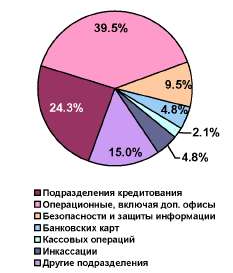 39.5%
9.5%
24.3%
4.8%
2.1%
15.0%
4.8%
Подразделения кредитования
Операционные, включая доп. офисы
Безопасности и защиты информации
Банковских карт
Кассовых операций
Инкассации
Другие подразделения